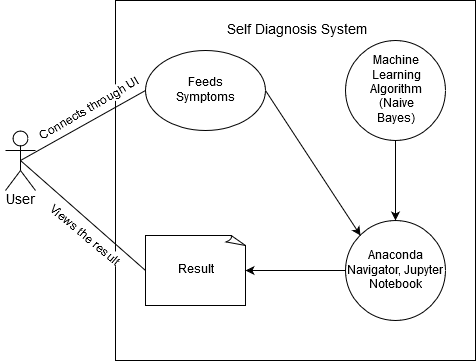 Self Diagnosis System
Connects through UI
Feeds
Symptoms
Machine
Learning
Algorithm
(Naive
Bayes)
User
Views the result
Result
Anaconda
Navigator, Jupyter
Notebook